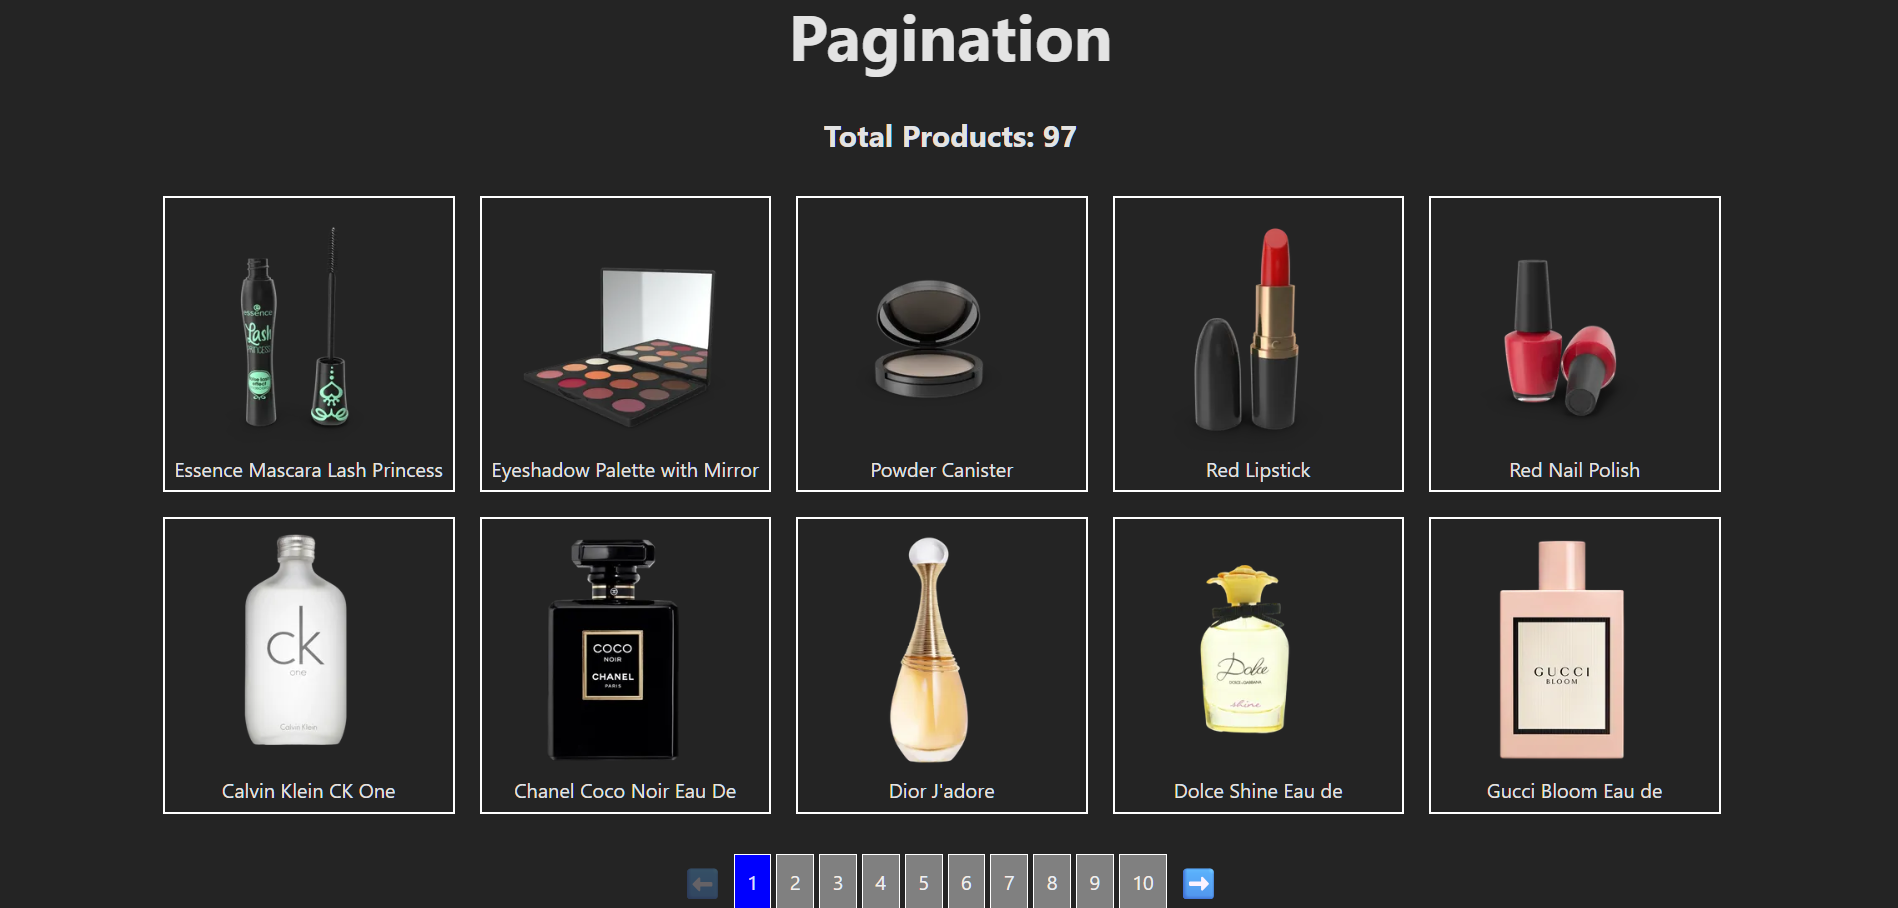 Pagination
Total Products: 97
essence
Lash
PRINCESS
Essence Mascara Lash Princess
Eyeshadow Palette with Mirror
Powder Canister
Red Lipstick
Red Nail Polish
ck
one
Calvin Klein
Calvin Klein CK One
COCO
NOIR
CHANEL
PARIS
Chanel Coco Noir Eau De
Dior J'adore
Dolce
shine
Dolce Shine Eau de
GUCCI
BLOOM
Gucci Bloom Eau de
1 2 3 4 5 6 7 8 9 10